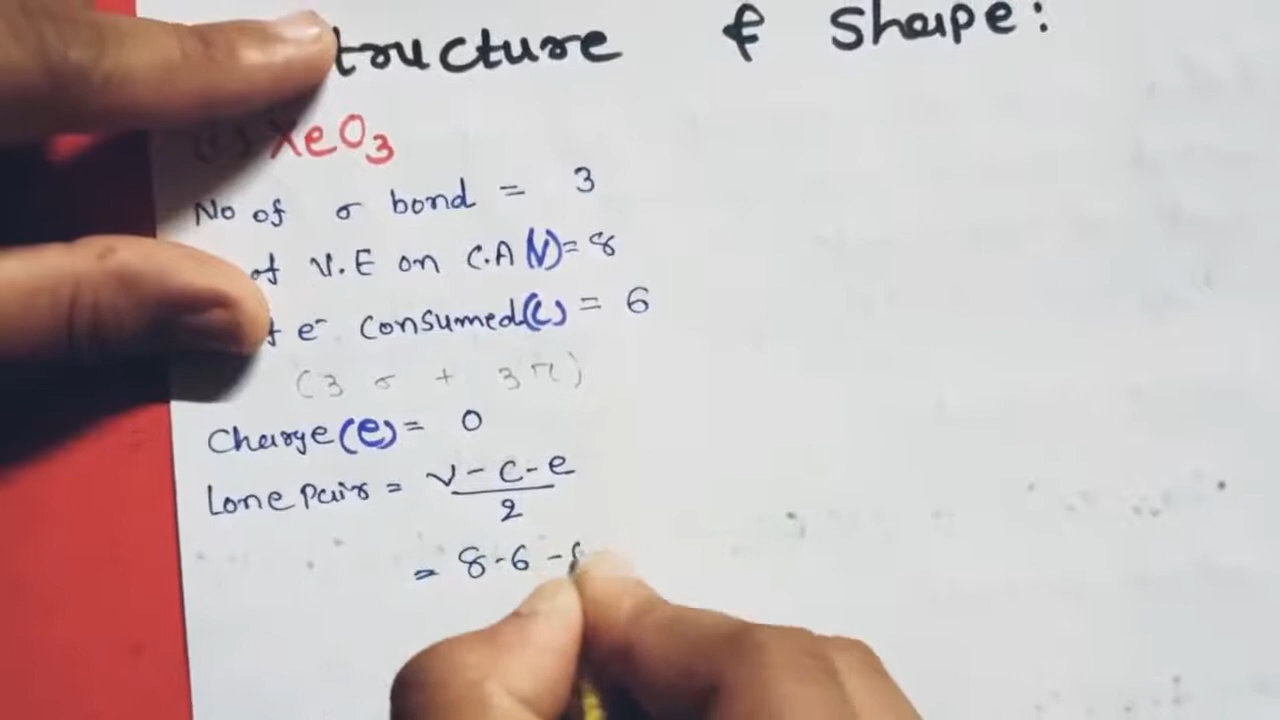 tructure & Shape:
(i) XeO3
No of σ bond = 3
of V.E on C.A (V) = 8
e⁻ consumed (C) = 6
(3 σ + 3π)
Charge (e) = 0
Lone pair = V - C - e
2
= 8 - 6 -